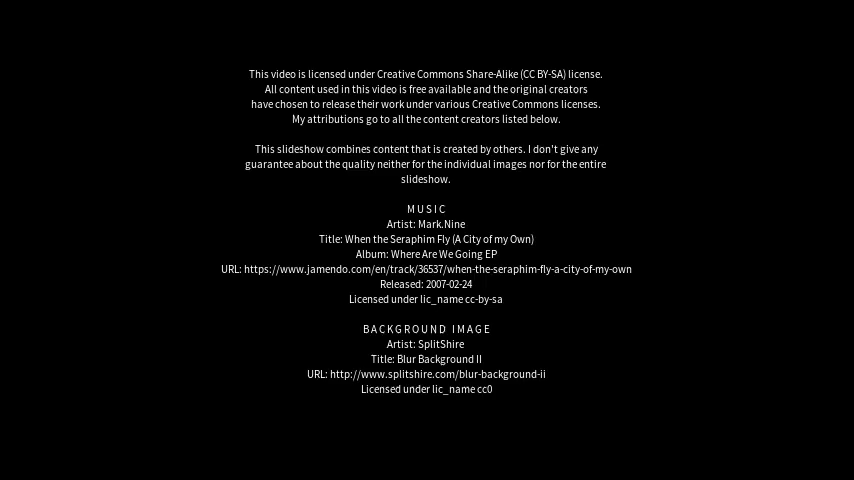 This video is licensed under Creative Commons Share-Alike (CC BY-SA) license.
All content used in this video is free available and the original creators
have chosen to release their work under various Creative Commons licenses.
My attributions go to all the content creators listed below.
This slideshow combines content that is created by others. I don't give any
guarantee about the quality neither for the individual images nor for the entire
slideshow.
MUSIC
Artist: Mark.Nine
Title: When the Seraphim Fly (A City of my Own)
Album: Where Are We Going EP
URL: https://www.jamendo.com/en/track/36537/when-the-seraphim-fly-a-city-of-my-own
Released: 2007-02-24
Licensed under lic_name cc-by-sa
BACKGROUND IMAGE
Artist: SplitShire
Title: Blur Background II
URL: http://www.splitshire.com/blur-background-ii
Licensed under lic_name cc0